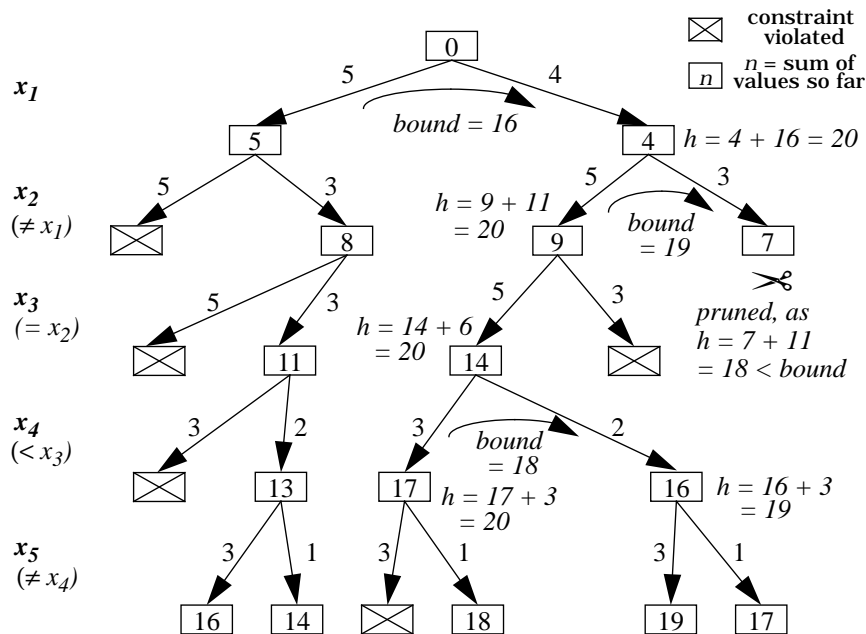 constraint
violated
n = sum of
values so far
n
0
5
4
x1
bound = 16
5
4
h = 4 + 16 = 20
5
3
5
3
x2
(≠ x1)
h = 9 + 11
= 20
bound
= 19
8
9
7
5
3
5
3
x3
(= x2)
h = 14 + 6
= 20
pruned, as
h = 7 + 11
= 18 < bound
11
14
3
2
3
2
x4
(< x3)
bound
= 18
13
17
16
h = 17 + 3
= 20
h = 16 + 3
= 19
3
1
3
1
3
1
x5
(≠ x4)
16
14
18
19
17